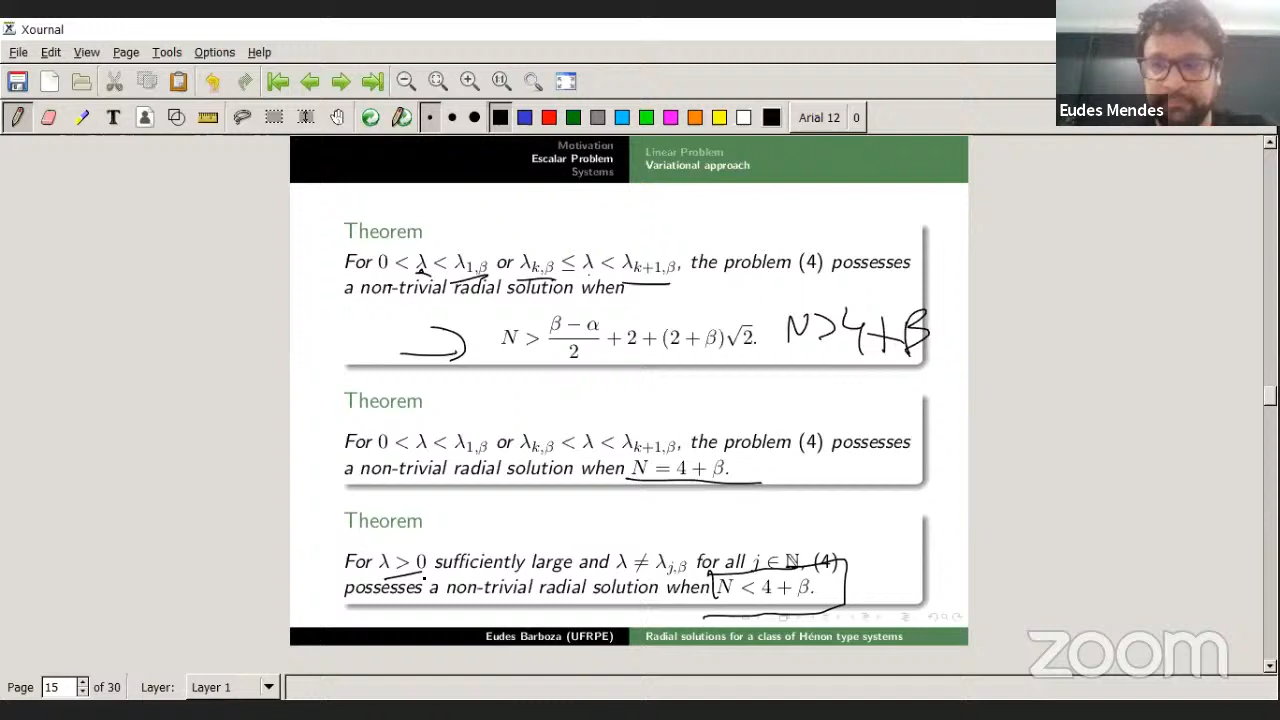 Xournal
File Edit View Page Tools Options Help
Eudes Mendes
Arial 12 0
Motivation
Escalar Problem
Systems
Linear Problem
Variational approach
Theorem
For 0 < λ < λ_{1,β} or λ_{k,β} ≤ λ < λ_{k+1,β}, the problem (4) possesses
a non-trivial radial solution when
N > \frac{β − α}{2} + 2 + (2 + β)√2.
N > 4 + β
Theorem
For 0 < λ < λ_{1,β} or λ_{k,β} < λ < λ_{k+1,β}, the problem (4) possesses
a non-trivial radial solution when N = 4 + β.
Theorem
For λ > 0 sufficiently large and λ ≠ λ_{j,β} for all j ∈ ℕ, (4)
possesses a non-trivial radial solution when N < 4 + β.
Eudes Barboza (UFRPE)
Radial solutions for a class of Hénon type systems
zoom
Page 15 of 30 Layer: Layer 1